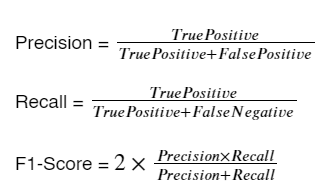 Precision = TruePositive / TruePositive+FalsePositive
Recall = TruePositive / TruePositive+FalseNegative
F1-Score = 2 × Precision×Recall / Precision+Recall